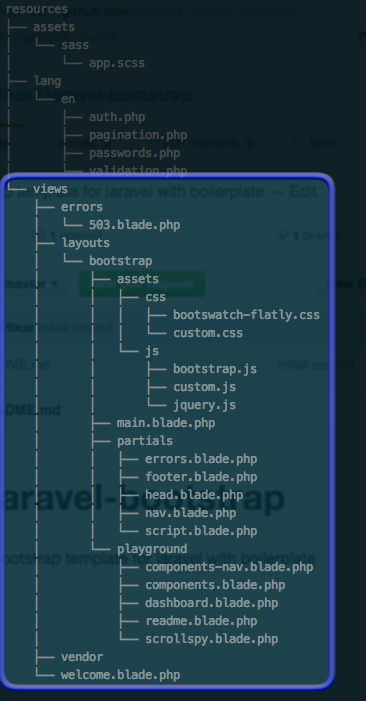 resources
├── assets
│   └── sass
│       └── app.scss
├── lang
│   └── en
│       ├── auth.php
│       ├── pagination.php
│       ├── passwords.php
│       └── validation.php
└── views
    ├── errors
    │   └── 503.blade.php
    ├── layouts
    │   └── bootstrap
    │       ├── assets
    │       │   ├── css
    │       │   │   ├── bootswatch-flatly.css
    │       │   │   └── custom.css
    │       │   └── js
    │       │       ├── bootstrap.js
    │       │       ├── custom.js
    │       │       └── jquery.js
    │       ├── main.blade.php
    │       ├── partials
    │       │   ├── errors.blade.php
    │       │   ├── footer.blade.php
    │       │   ├── head.blade.php
    │       │   ├── nav.blade.php
    │       │   └── script.blade.php
    │       └── playground
    │           ├── components-nav.blade.php
    │           ├── components.blade.php
    │           ├── dashboard.blade.php
    │           ├── readme.blade.php
    │           └── scrollspy.blade.php
    ├── vendor
    └── welcome.blade.php